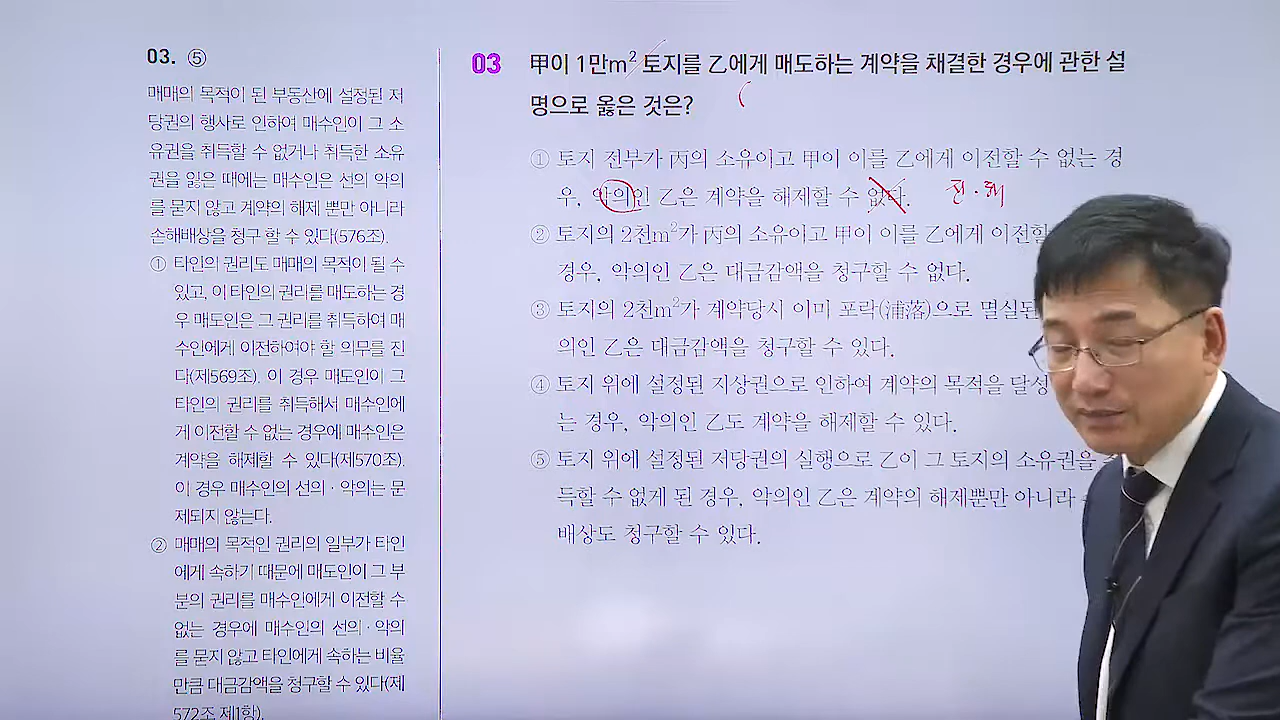 03. ⑤
매매의 목적이 된 부동산에 설정된 저
당권의 행사로 인하여 매수인이 그 소
유권을 취득할 수 없거나 취득한 소유
권을 잃은 때에는 매수인은 선의 악의
를 묻지 않고 계약의 해제 뿐만 아니라
손해배상을 청구 할 수 있다(576조).
① 타인의 권리도 매매의 목적이 될 수
있고, 이 타인의 권리를 매도하는 경
우 매도인은 그 권리를 취득하여 매
수인에게 이전하여야 할 의무를 진
다(제569조). 이 경우 매도인이 그
타인의 권리를 취득해서 매수인에
게 이전할 수 없는 경우에 매수인은
계약을 해제할 수 있다(제570조).
이 경우 매수인의 선의·악의는 문
제되지 않는다.
② 매매의 목적인 권리의 일부가 타인
에게 속하기 때문에 매도인이 그 부
분의 권리를 매수인에게 이전할 수
없는 경우에 매수인의 선의·악의
를 묻지 않고 타인에게 속하는 비율
만큼 대금감액을 청구할 수 있다(제
572조 제1항).
03 甲이 1만m² 토지를 乙에게 매도하는 계약을 채결한 경우에 관한 설
명으로 옳은 것은?
① 토지 전부가 丙의 소유이고 甲이 이를 乙에게 이전할 수 없는 경
우, 악의인 乙은 계약을 해제할 수 없다.
② 토지의 2천m²가 丙의 소유이고 甲이 이를 乙에게 이전할
경우, 악의인 乙은 대금감액을 청구할 수 없다.
③ 토지의 2천m²가 계약당시 이미 포락(浦落)으로 멸실된
의인 乙은 대금감액을 청구할 수 있다.
④ 토지 위에 설정된 지상권으로 인하여 계약의 목적을 달성
는 경우, 악의인 乙도 계약을 해제할 수 있다.
⑤ 토지 위에 설정된 저당권의 실행으로 乙이 그 토지의 소유권을
득할 수 없게 된 경우, 악의인 乙은 계약의 해제뿐만 아니라
배상도 청구할 수 있다.